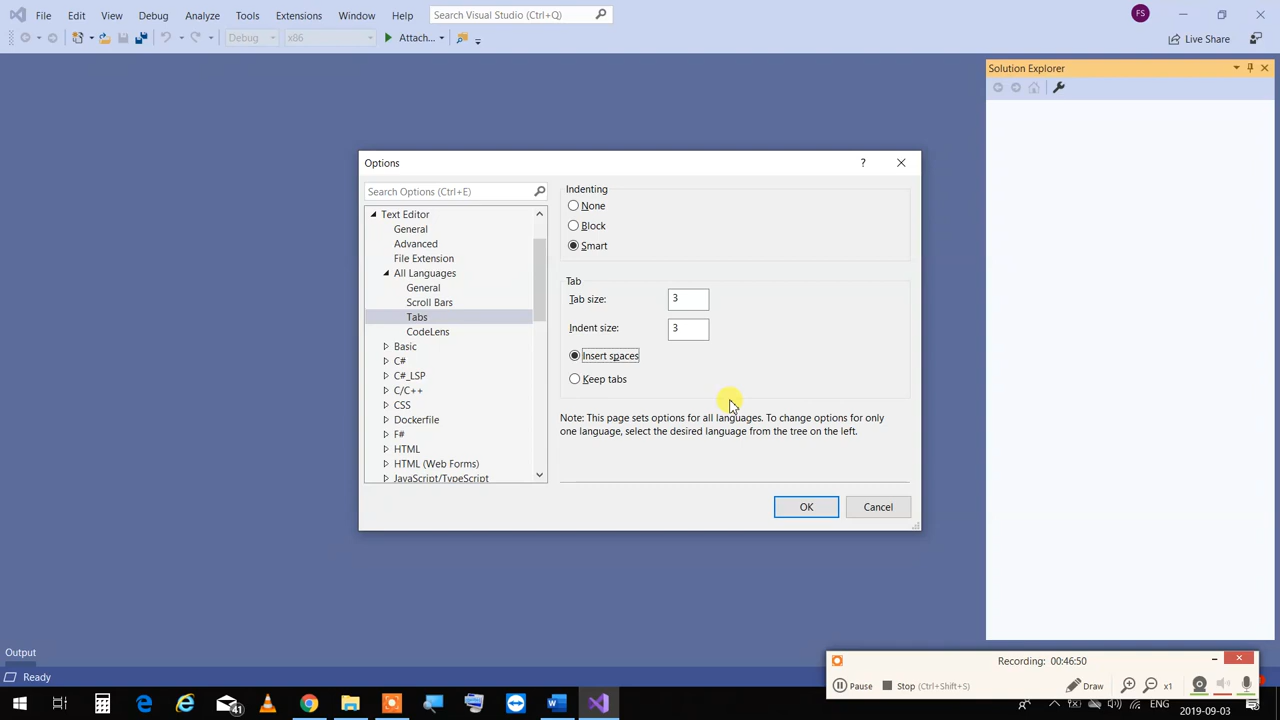 File Edit View Debug Analyze Tools Extensions Window Help Search Visual Studio (Ctrl+Q) FS
Debug x86 Attach... Live Share
Solution Explorer
Options ?
Search Options (Ctrl+E)
Text Editor
General
Advanced
File Extension
All Languages
General
Scroll Bars
Tabs
CodeLens
Basic
C#
C#_LSP
C/C++
CSS
Dockerfile
F#
HTML
HTML (Web Forms)
JavaScript/TypeScript
Indenting
None
Block
Smart
Tab
Tab size: 3
Indent size: 3
Insert spaces
Keep tabs
Note: This page sets options for all languages. To change options for only
one language, select the desired language from the tree on the left.
OK Cancel
Output
Ready
Recording: 00:46:50
Pause Stop (Ctrl+Shift+S) Draw x1
41
ENG
2019-09-03